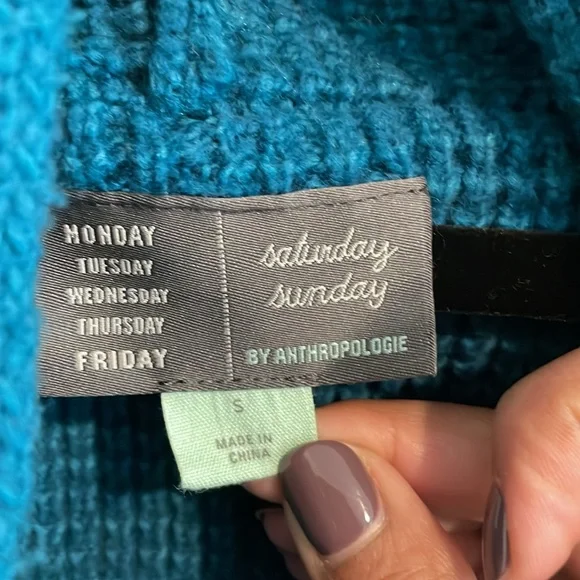 MONDAY
TUESDAY
WEDNESDAY
THURSDAY
FRIDAY
saturday
sunday
BY ANTHROPOLOGIE
S
MADE IN
CHINA